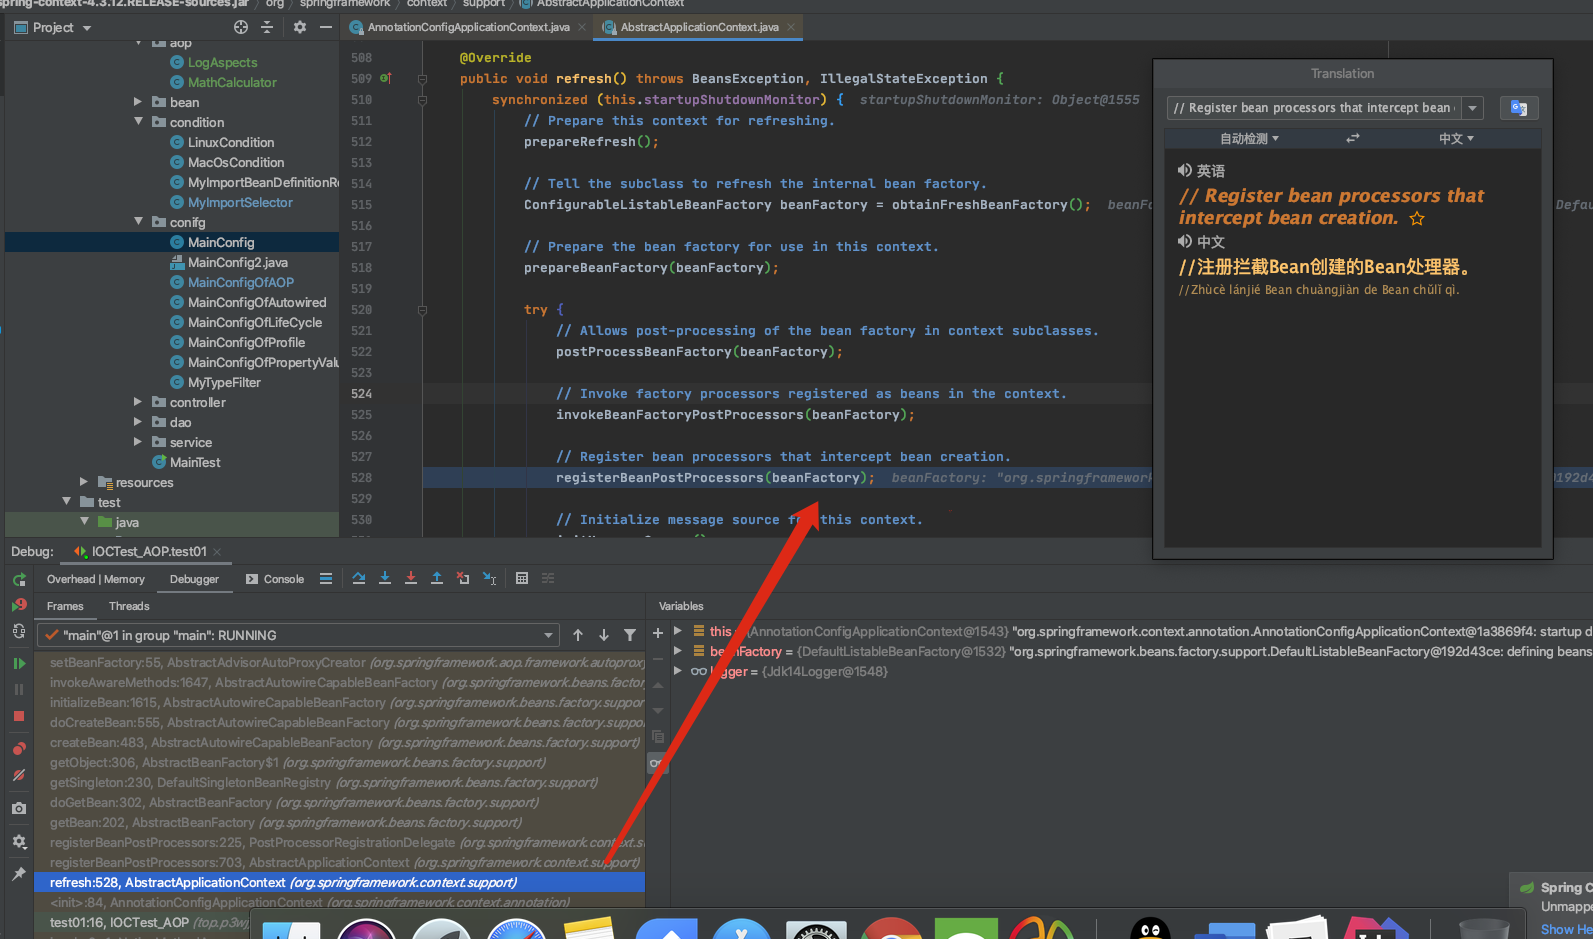 spring-context-4.3.12.RELEASE-sources.jar
org
springframework
context
support
AbstractApplicationContext
Project
AnnotationConfigApplicationContext.java
AbstractApplicationContext.java
aop
LogAspects
MathCalculator
bean
condition
LinuxCondition
MacOsCondition
MyImportBeanDefinitionRe
MyImportSelector
conifg
MainConfig
MainConfig2.java
MainConfigOfAOP
MainConfigOfAutowired
MainConfigOfLifeCycle
MainConfigOfProfile
MainConfigOfPropertyValu
MyTypeFilter
controller
dao
service
MainTest
resources
test
java
508 @Override
509 public void refresh() throws BeansException, IllegalStateException {
510 synchronized (this.startupShutdownMonitor) { startupShutdownMonitor: Object@1555
511 // Prepare this context for refreshing.
512 prepareRefresh();
513
514 // Tell the subclass to refresh the internal bean factory.
515 ConfigurableListableBeanFactory beanFactory = obtainFreshBeanFactory(); beanFa Defau
516
517 // Prepare the bean factory for use in this context.
518 prepareBeanFactory(beanFactory);
519
520 try {
521 // Allows post-processing of the bean factory in context subclasses.
522 postProcessBeanFactory(beanFactory);
523
524 // Invoke factory processors registered as beans in the context.
525 invokeBeanFactoryPostProcessors(beanFactory);
526
527 // Register bean processors that intercept bean creation.
528 registerBeanPostProcessors(beanFactory); beanFactory: "org.springframework @192d4
529
530 // Initialize message source for this context.
Translation
// Register bean processors that intercept bean
自动检测
中文
英语
// Register bean processors that
intercept bean creation.
中文
//注册拦截Bean创建的Bean处理器。
//Zhùcè lánjié Bean chuàngjiàn de Bean chǔlǐ qì.
Debug: IOCTest_AOP.test01
Overhead | Memory Debugger Console
Frames Threads
"main"@1 in group "main": RUNNING
setBeanFactory:55, AbstractAdvisorAutoProxyCreator (org.springframework.aop.framework.autoproxy
invokeAwareMethods:1647, AbstractAutowireCapableBeanFactory (org.springframework.beans.factor
initializeBean:1615, AbstractAutowireCapableBeanFactory (org.springframework.beans.factory.suppor
doCreateBean:555, AbstractAutowireCapableBeanFactory (org.springframework.beans.factory.suppo
createBean:483, AbstractAutowireCapableBeanFactory (org.springframework.beans.factory.support)
getObject:306, AbstractBeanFactory$1 (org.springframework.beans.factory.support)
getSingleton:230, DefaultSingletonBeanRegistry (org.springframework.beans.factory.support)
doGetBean:302, AbstractBeanFactory (org.springframework.beans.factory.support)
getBean:202, AbstractBeanFactory (org.springframework.beans.factory.support)
registerBeanPostProcessors:225, PostProcessorRegistrationDelegate (org.springframework.context.s
registerBeanPostProcessors:703, AbstractApplicationContext (org.springframework.context.support)
refresh:528, AbstractApplicationContext (org.springframework.context.support)
<init>:84, AnnotationConfigApplicationContext (org.springframework.context.annotation)
test01:16, IOCTest_AOP (top.p3w
Variables
this = {AnnotationConfigApplicationContext@1543} "org.springframework.context.annotation.AnnotationConfigApplicationContext@1a3869f4: startup d
beanFactory = {DefaultListableBeanFactory@1532} "org.springframework.beans.factory.support.DefaultListableBeanFactory@192d43ce: defining beans
logger = {Jdk14Logger@1548}
Spring C
Unmappe
Show He